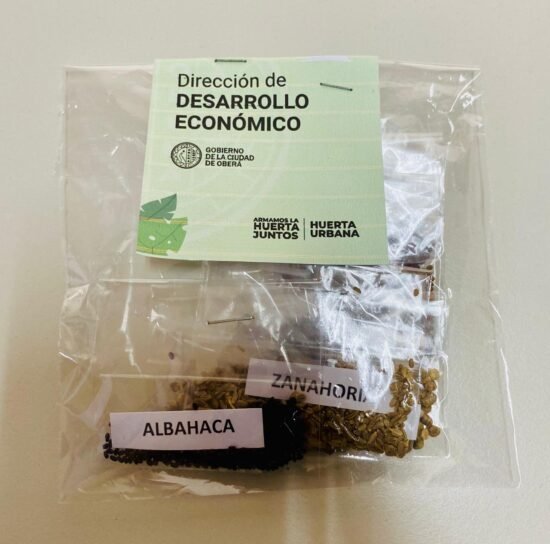 Dirección de
DESARROLLO
ECONÓMICO
GOBIERNO
DE LA CIUDAD
DE OBERÁ
ARMAMOS LA
HUERTA
JUNTOS
HUERTA
URBANA
ZANAHORIA
ALBAHACA